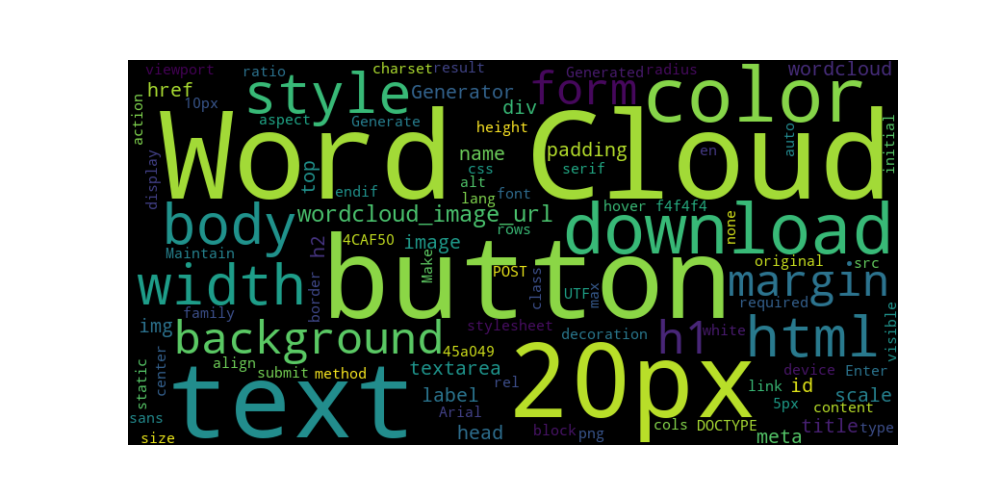 viewport
ratio
charset
result
Generated
radius
wordcloud
href
10px
style
Generator
form
color
action
aspect
Generate
div
height
Word Cloud
padding
name
css
serif
en
auto
initial
display
top
endif
alt
lang
font
body
wordcloud_image_url
rows
hover
f4f4f4
download
none
Maintain
h2
4CAF50
image
Make
button
POST
class
UTF
max
original
src
width
border
margin
required
family
img
background
stylesheet
decoration
h1
white
html
visible
45a049
align
submit
method
textarea
static
center
text
20px
rel
link
id
device
Enter
scale
label
Arial
5px
content
sans
size
head
block
png
cols
DOCTYPE
meta
title
type